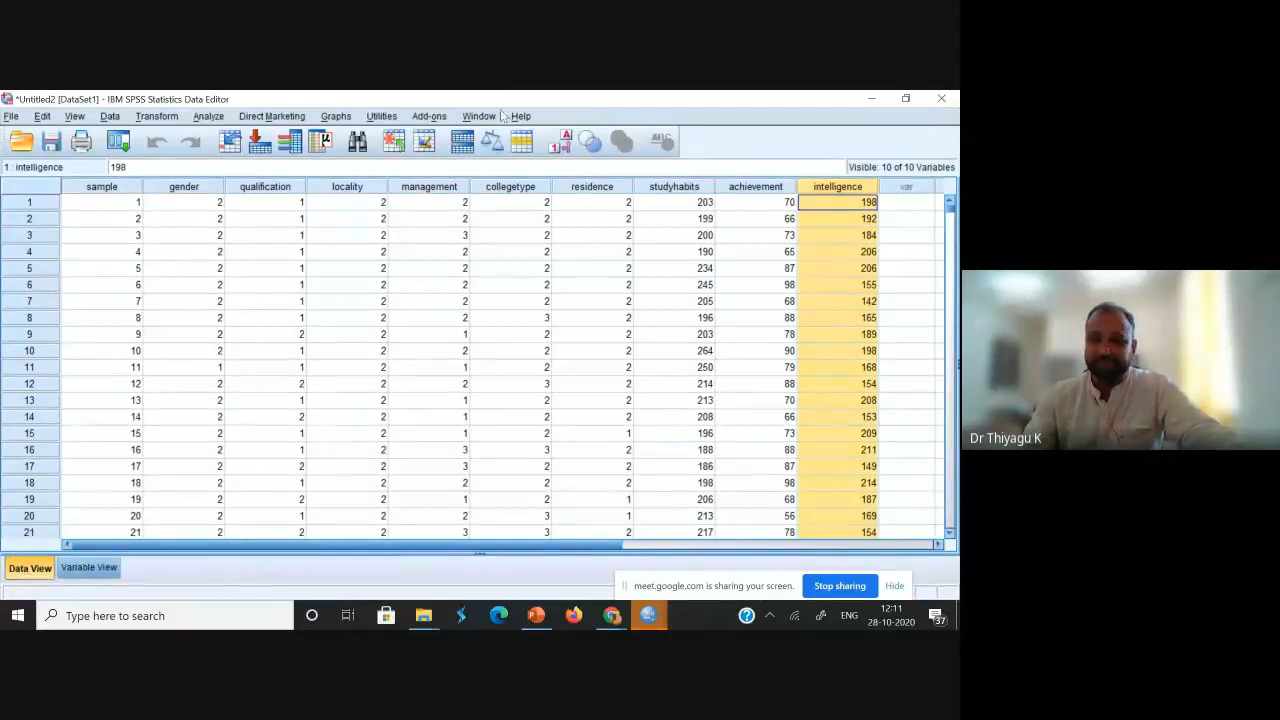 *Untitled2 [DataSet1] - IBM SPSS Statistics Data Editor
File Edit View Data Transform Analyze Direct Marketing Graphs Utilities Add-ons Window Help
1 : intelligence 198 Visible: 10 of 10 Variables
sample gender qualification locality management collegetype residence studyhabits achievement intelligence var
1 1 2 1 2 2 2 2 203 70 198
2 2 2 1 2 2 2 2 199 66 192
3 3 2 1 2 3 2 2 200 73 184
4 4 2 1 2 2 2 2 190 65 206
5 5 2 1 2 2 2 2 234 87 206
6 6 2 1 2 2 2 2 245 98 155
7 7 2 1 2 2 2 2 205 68 142
8 8 2 1 2 2 3 2 196 88 165
9 9 2 2 2 1 2 2 203 78 189
10 10 2 1 2 2 2 2 264 90 198
11 11 1 1 2 1 2 2 250 79 168
12 12 2 2 2 2 3 2 214 88 154
13 13 2 1 2 1 2 2 213 70 208
14 14 2 2 2 1 2 2 208 66 153
15 15 2 1 2 1 2 1 196 73 209
16 16 2 1 2 3 3 2 188 88 211
17 17 2 2 2 3 2 2 186 87 149
18 18 2 1 2 2 2 2 198 98 214
19 19 2 2 2 1 2 1 206 68 187
20 20 2 1 2 2 3 1 213 56 169
21 21 2 2 2 3 3 2 217 78 154
Dr Thiyagu K
Data View Variable View
meet.google.com is sharing your screen. Stop sharing Hide
Type here to search ENG 12:11 28-10-2020 37